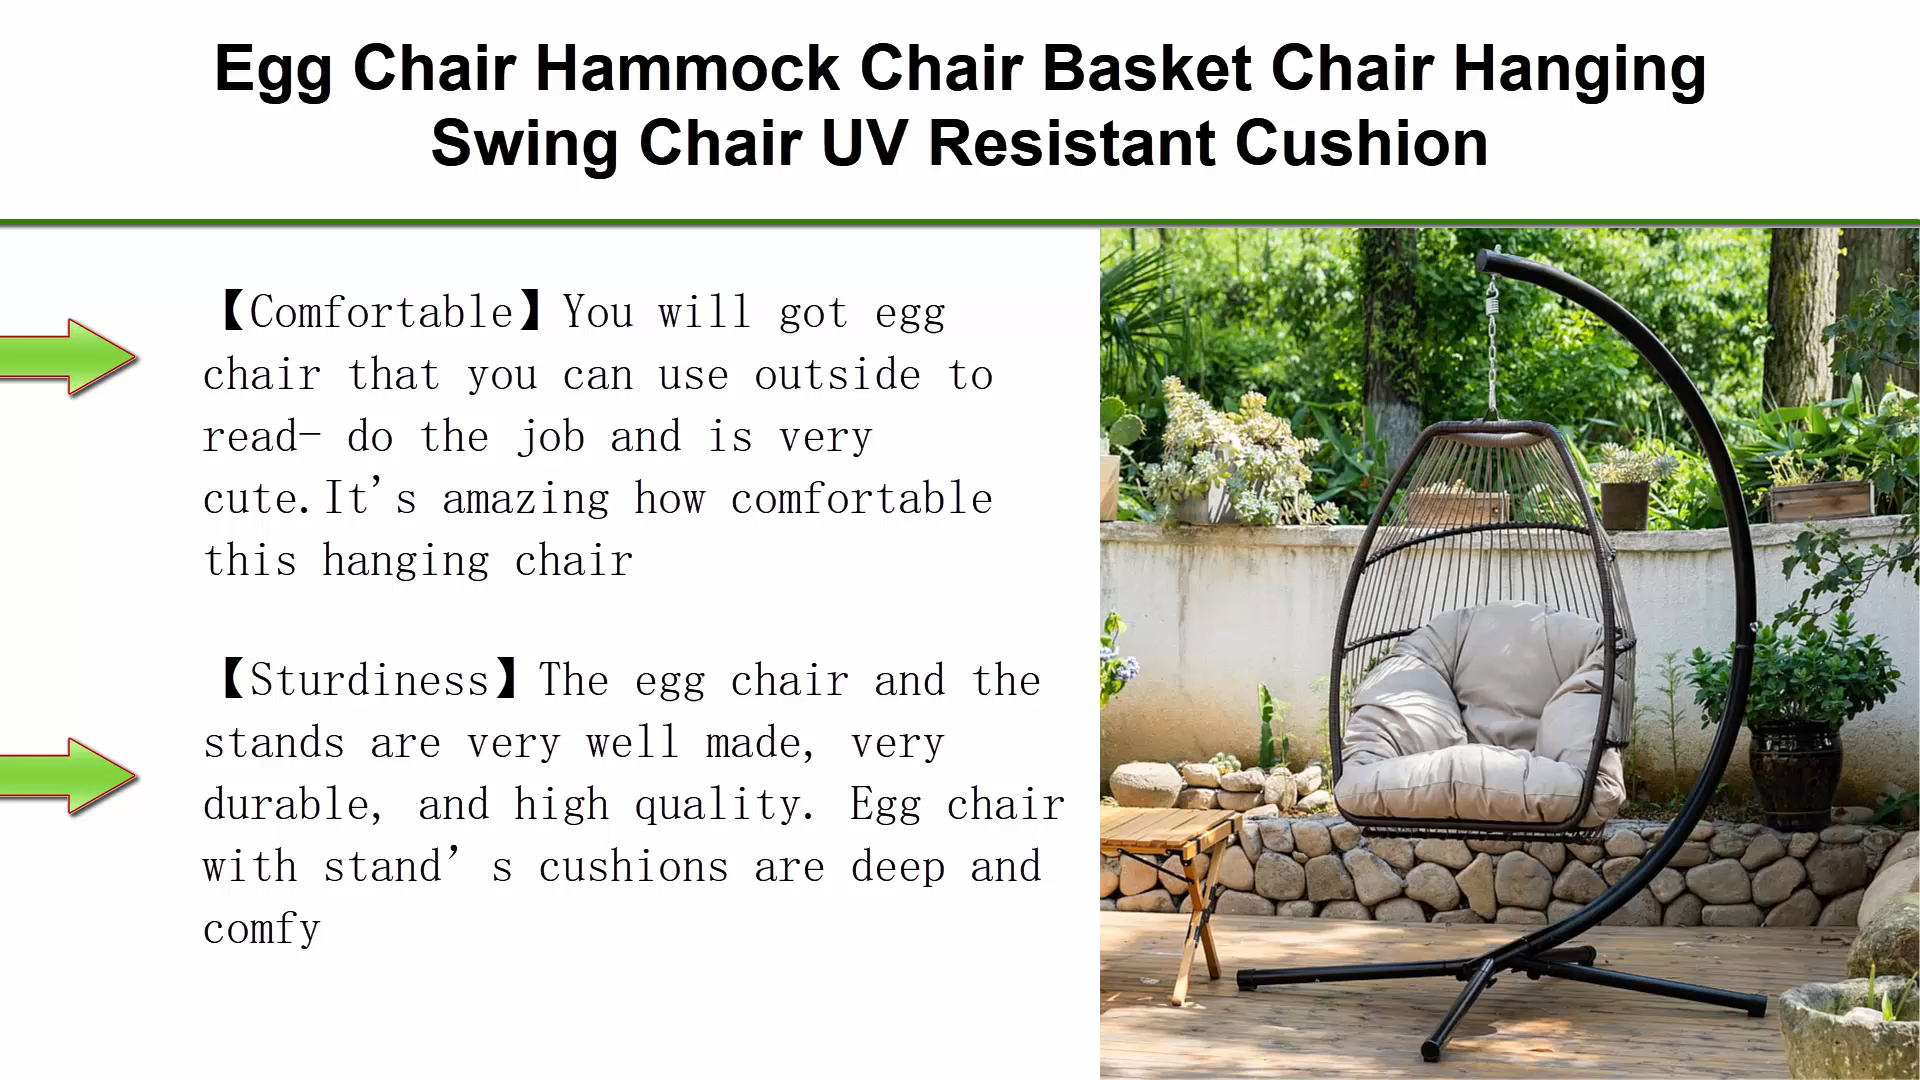 Egg Chair Hammock Chair Basket Chair Hanging
Swing Chair UV Resistant Cushion
【Comfortable】You will got egg
chair that you can use outside to
read- do the job and is very
cute.It's amazing how comfortable
this hanging chair
【Sturdiness】The egg chair and the
stands are very well made, very
durable, and high quality. Egg chair
with stand’s cushions are deep and
comfy